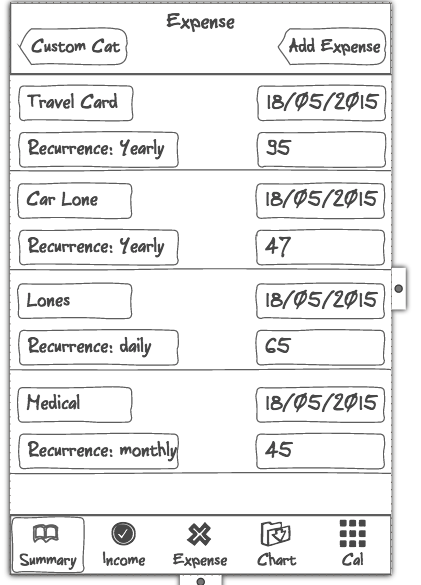 Expense
Custom Cat
Add Expense
Travel Card
18/05/2015
Recurrence: Yearly
95
Car Lone
18/05/2015
Recurrence: Yearly
47
Lones
18/05/2015
Recurrence: daily
65
Medical
18/05/2015
Recurrence: monthly
45
Summary
Income
Expense
Chart
Cal